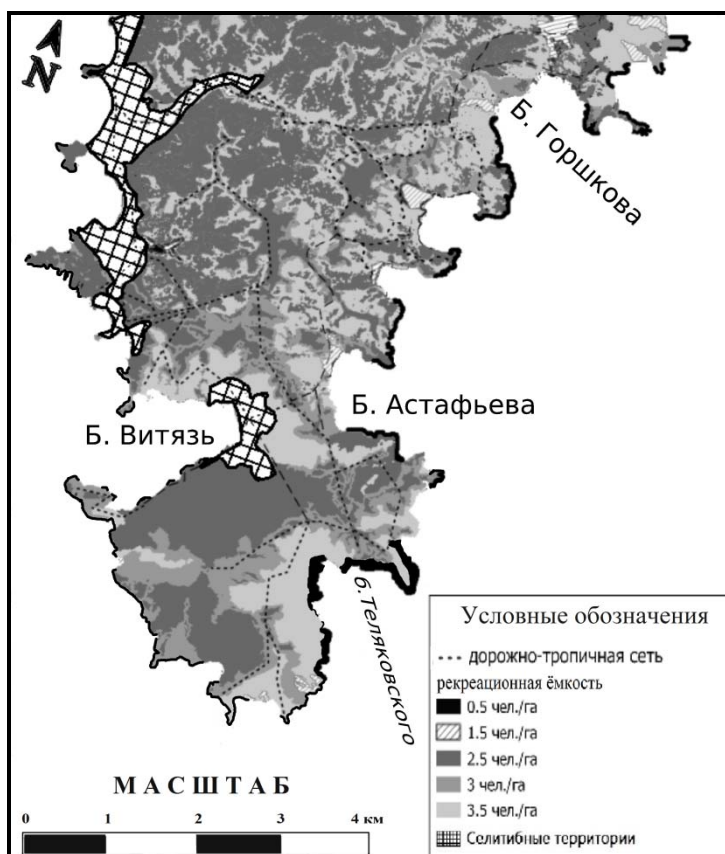 N
Б. Горшкова
Б. Астафьева
Б. Витязь
б.Теляковского
Условные обозначения
дорожно-тропичная сеть
рекреационная ёмкость
0.5 чел./га
1.5 чел./га
2.5 чел./га
3 чел./га
3.5 чел./га
Селитибные территории
МАСШТАБ
0 1 2 3 4 км